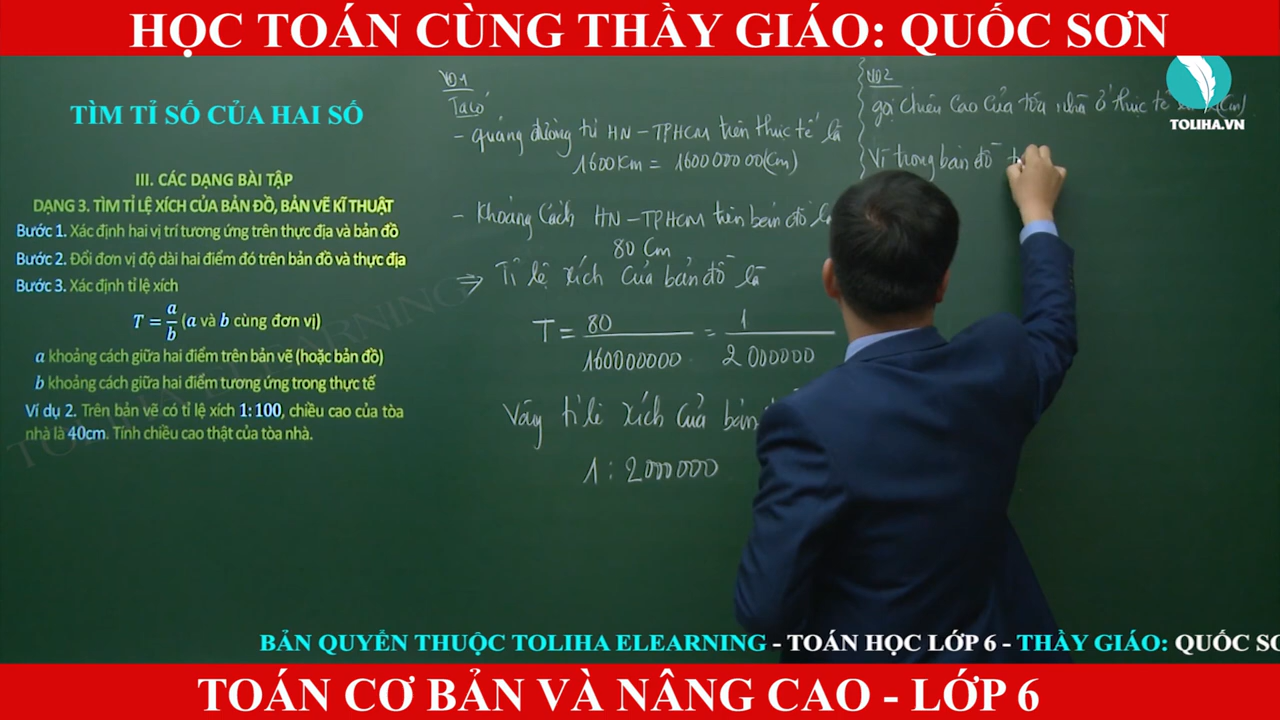 HỌC TOÁN CÙNG THẦY GIÁO: QUỐC SƠN
TÌM TỈ SỐ CỦA HAI SỐ
III. CÁC DẠNG BÀI TẬP
DẠNG 3. TÌM TỈ LỆ XÍCH CỦA BẢN ĐỒ, BẢN VẼ KĨ THUẬT
Bước 1. Xác định hai vị trí tương ứng trên thực địa và bản đồ
Bước 2. Đổi đơn vị độ dài hai điểm đó trên bản đồ và thực địa
Bước 3. Xác định tỉ lệ xích
T = a/b (a và b cùng đơn vị)
a khoảng cách giữa hai điểm trên bản vẽ (hoặc bản đồ)
b khoảng cách giữa hai điểm tương ứng trong thực tế
Ví dụ 2. Trên bản vẽ có tỉ lệ xích 1:100, chiều cao của tòa
nhà là 40cm. Tính chiều cao thật của tòa nhà.
TOLIHA ELEARNING
VD1
Ta có
- quãng đường từ HN - TPHCM trên thực tế là
1600Km = 160000000(Cm)
- Khoảng Cách HN - TPHCM trên bản đồ là
80 Cm
=> Tỉ lệ xích Của bản đồ là
T = 80/160000000 = 1/2000000
Vậy tỉ lệ xích Của bản
1 : 2000000
VD2
gọi chiều Cao Của tòa nhà ở thực tế
Vì trong bản đồ
TOLIHA.VN
BẢN QUYỀN THUỘC TOLIHA ELEARNING - TOÁN HỌC LỚP 6 - THẦY GIÁO: QUỐC SƠ
TOÁN CƠ BẢN VÀ NÂNG CAO - LỚP 6